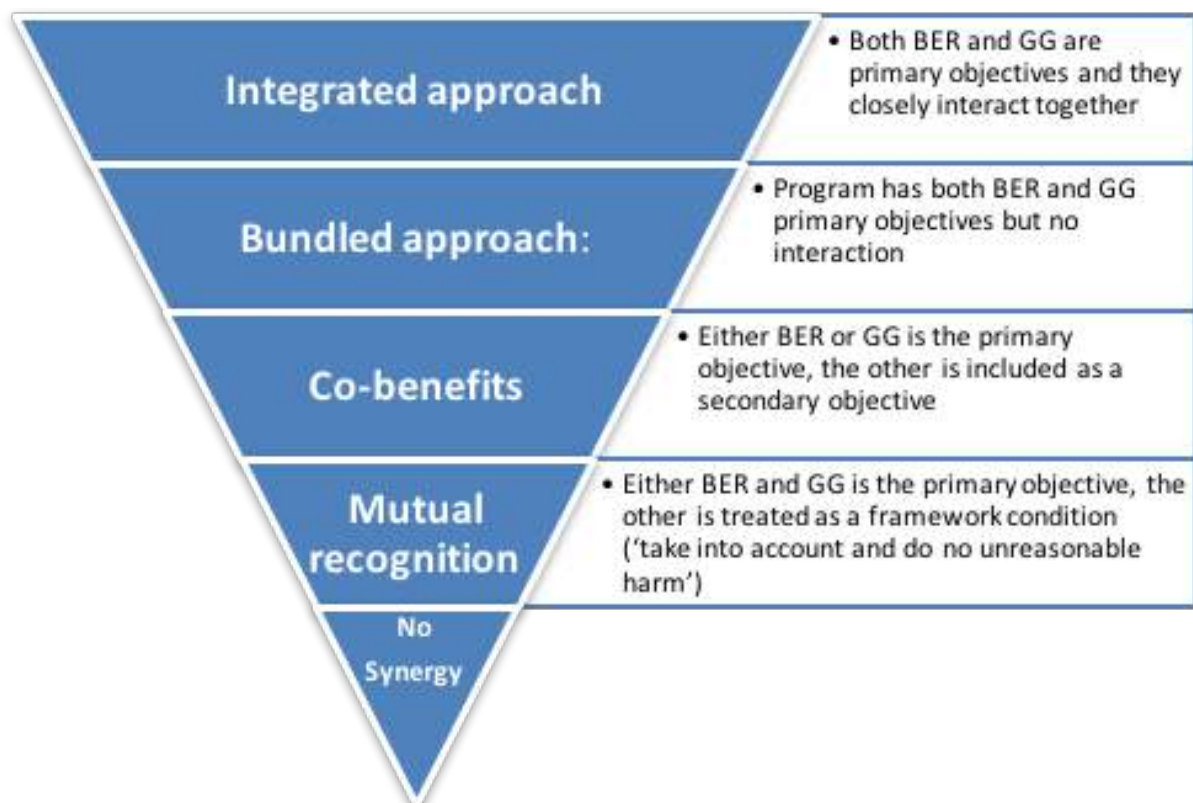 Integrated approach
• Both BER and GG are
primary objectives and they
closely interact together
Bundled approach:
• Program has both BER and GG
primary objectives but no
interaction
Co-benefits
• Either BER or GG is the primary
objective, the other is included as a
secondary objective
Mutual
recognition
• Either BER and GG is the primary objective, the
other is treated as a framework condition
(‘take into account and do no unreasonable
harm’)
No
Synergy